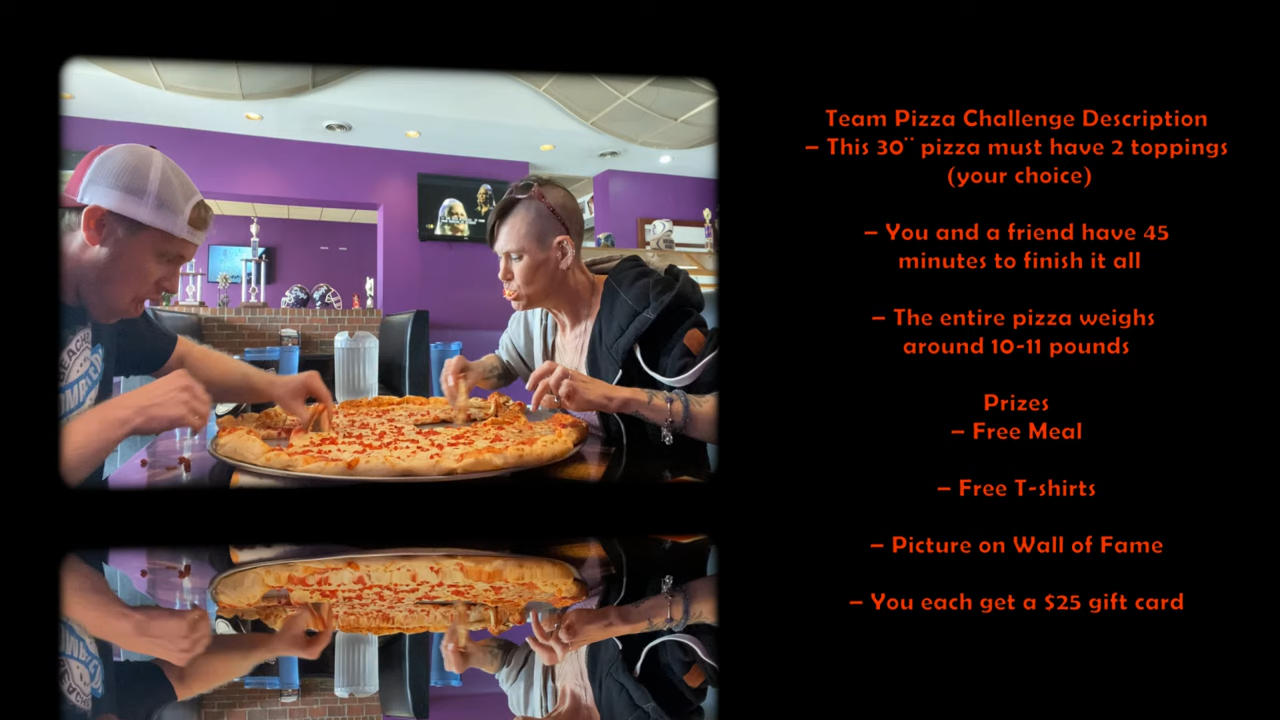 Team Pizza Challenge Description
– This 30¨ pizza must have 2 toppings
(your choice)
– You and a friend have 45
minutes to finish it all
– The entire pizza weighs
around 10-11 pounds
Prizes
– Free Meal
– Free T-shirts
– Picture on Wall of Fame
– You each get a $25 gift card